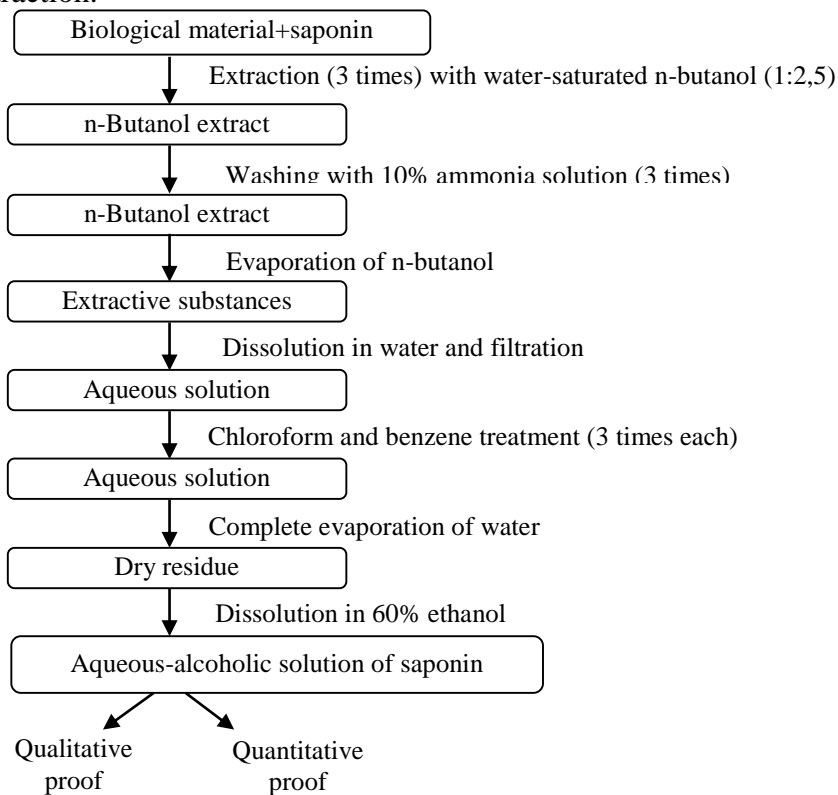 raction.
Biological material+saponin
Extraction (3 times) with water-saturated n-butanol (1:2,5)
n-Butanol extract
Washing with 10% ammonia solution (3 times)
n-Butanol extract
Evaporation of n-butanol
Extractive substances
Dissolution in water and filtration
Aqueous solution
Chloroform and benzene treatment (3 times each)
Aqueous solution
Complete evaporation of water
Dry residue
Dissolution in 60% ethanol
Aqueous-alcoholic solution of saponin
Qualitative
proof
Quantitative
proof